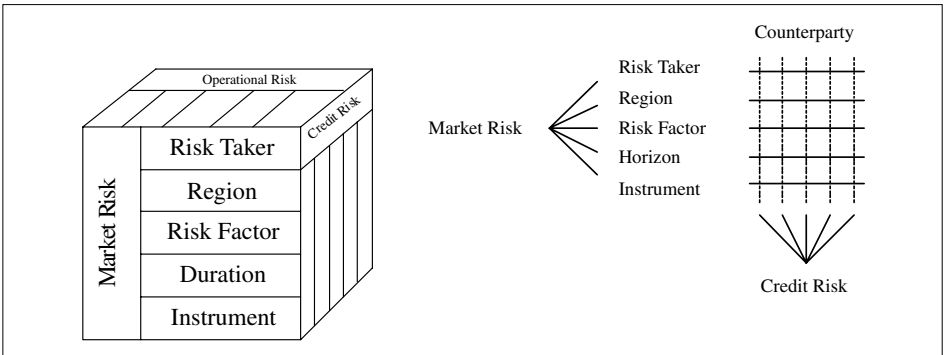 Operational Risk
Credit Risk
Market Risk
Risk Taker
Region
Risk Factor
Duration
Instrument
Market Risk
Risk Taker
Region
Risk Factor
Horizon
Instrument
Counterparty
Credit Risk